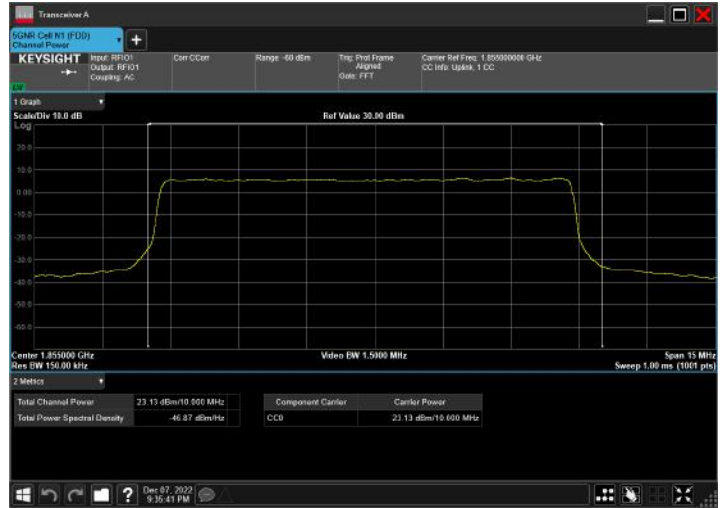 Transceiver A
5GNR Cell N1 (FDD)
Channel Power
KEYSIGHT
Input: RFIO1
Output: RFIO1
Coupling: AC
Corr CCorr
Range -60 dBm
Trig: Prot Frame
Aligned
Gate: FFT
Carrier Ref Freq: 1.855000000 GHz
CC Info: Uplink, 1 CC
1 Graph
Scale/Div 10.0 dB
Ref Value 30.00 dBm
Log
20.0
10.0
0.00
-10.0
-20.0
-30.0
-40.0
-50.0
-60.0
Center 1.855000 GHz
Video BW 1.5000 MHz
Span 15 MHz
Res BW 150.00 kHz
Sweep 1.00 ms (1001 pts)
2 Metrics
Total Channel Power 23.13 dBm/10.000 MHz
Total Power Spectral Density -46.87 dBm/Hz
Component Carrier Carrier Power
CC0 23.13 dBm/10.000 MHz
?
Dec 07, 2022
9:35:41 PM